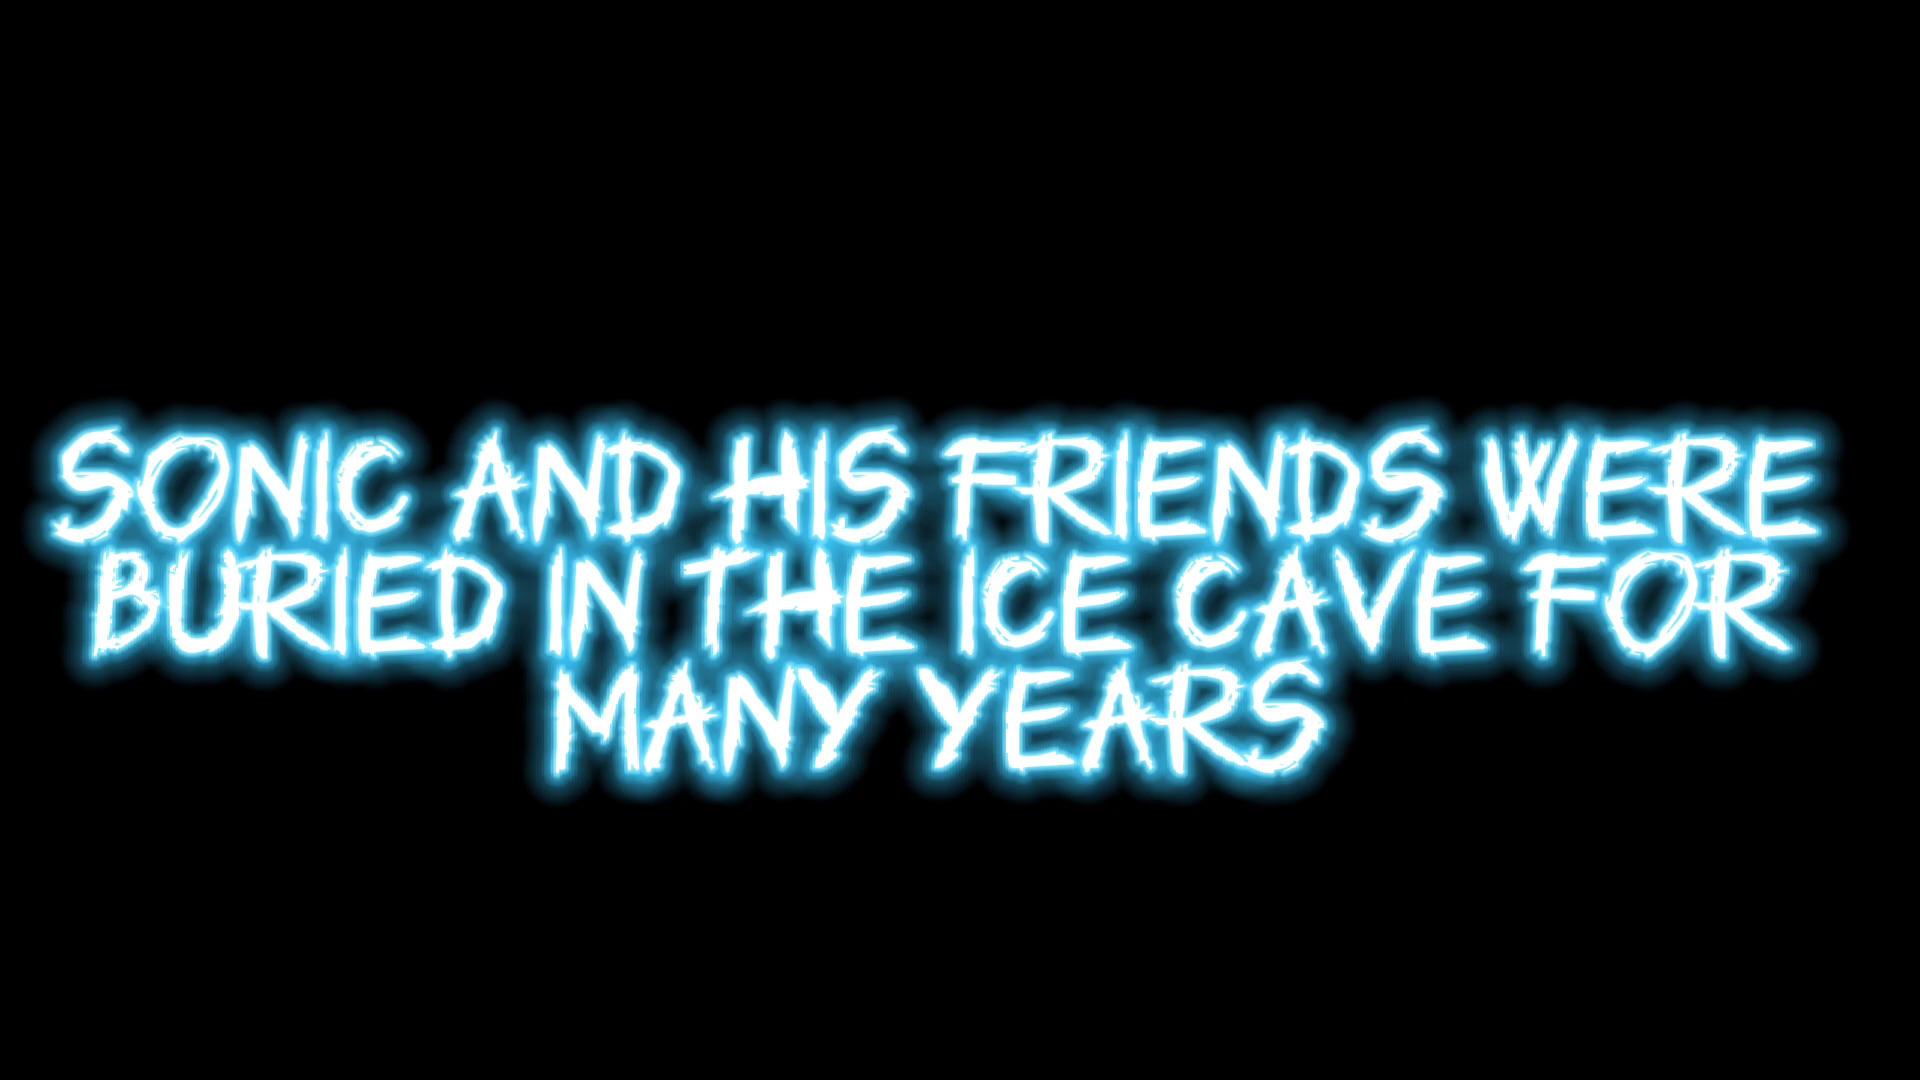 SONIC AND HIS FRIENDS WERE
BURIED IN THE ICE CAVE FOR
MANY YEARS